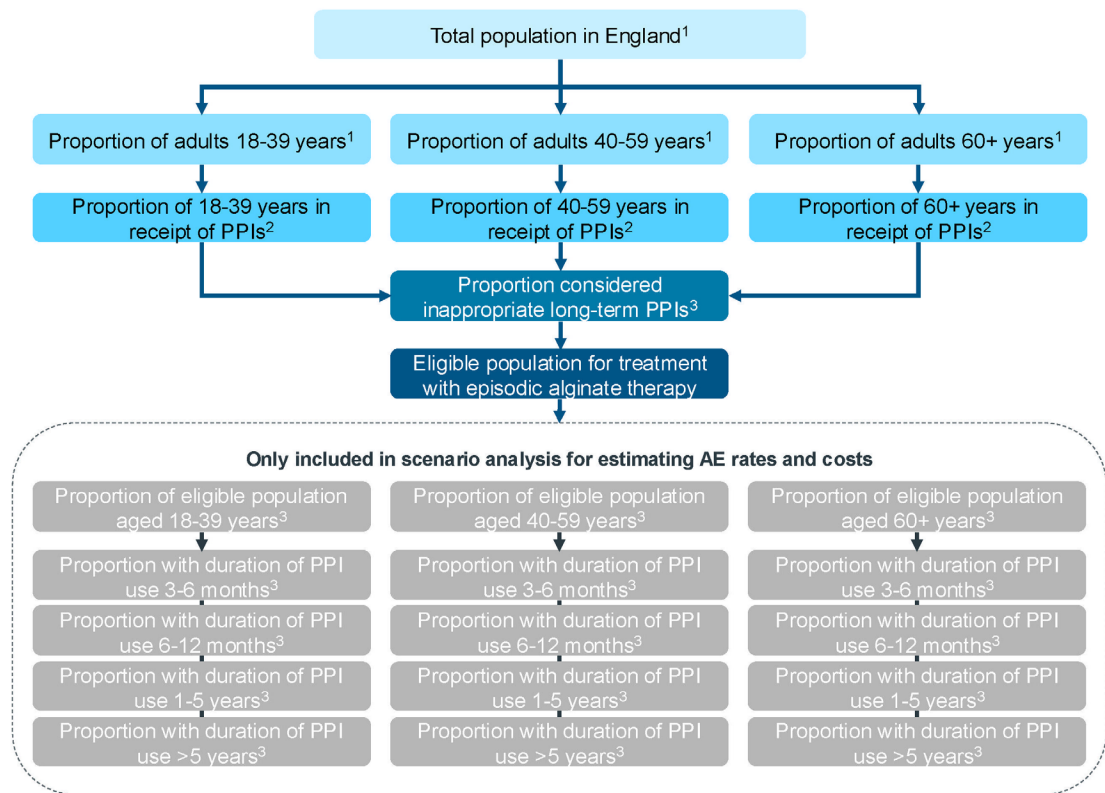 Total population in England¹
Proportion of adults 18-39 years¹
Proportion of adults 40-59 years¹
Proportion of adults 60+ years¹
Proportion of 18-39 years in
receipt of PPIs²
Proportion of 40-59 years in
receipt of PPIs²
Proportion of 60+ years in
receipt of PPIs²
Proportion considered
inappropriate long-term PPIs³
Eligible population for treatment
with episodic alginate therapy
Only included in scenario analysis for estimating AE rates and costs
Proportion of eligible population
aged 18-39 years³
Proportion of eligible population
aged 40-59 years³
Proportion of eligible population
aged 60+ years³
Proportion with duration of PPI
use 3-6 months³
Proportion with duration of PPI
use 3-6 months³
Proportion with duration of PPI
use 3-6 months³
Proportion with duration of PPI
use 6-12 months³
Proportion with duration of PPI
use 6-12 months³
Proportion with duration of PPI
use 6-12 months³
Proportion with duration of PPI
use 1-5 years³
Proportion with duration of PPI
use 1-5 years³
Proportion with duration of PPI
use 1-5 years³
Proportion with duration of PPI
use >5 years³
Proportion with duration of PPI
use >5 years³
Proportion with duration of PPI
use >5 years³